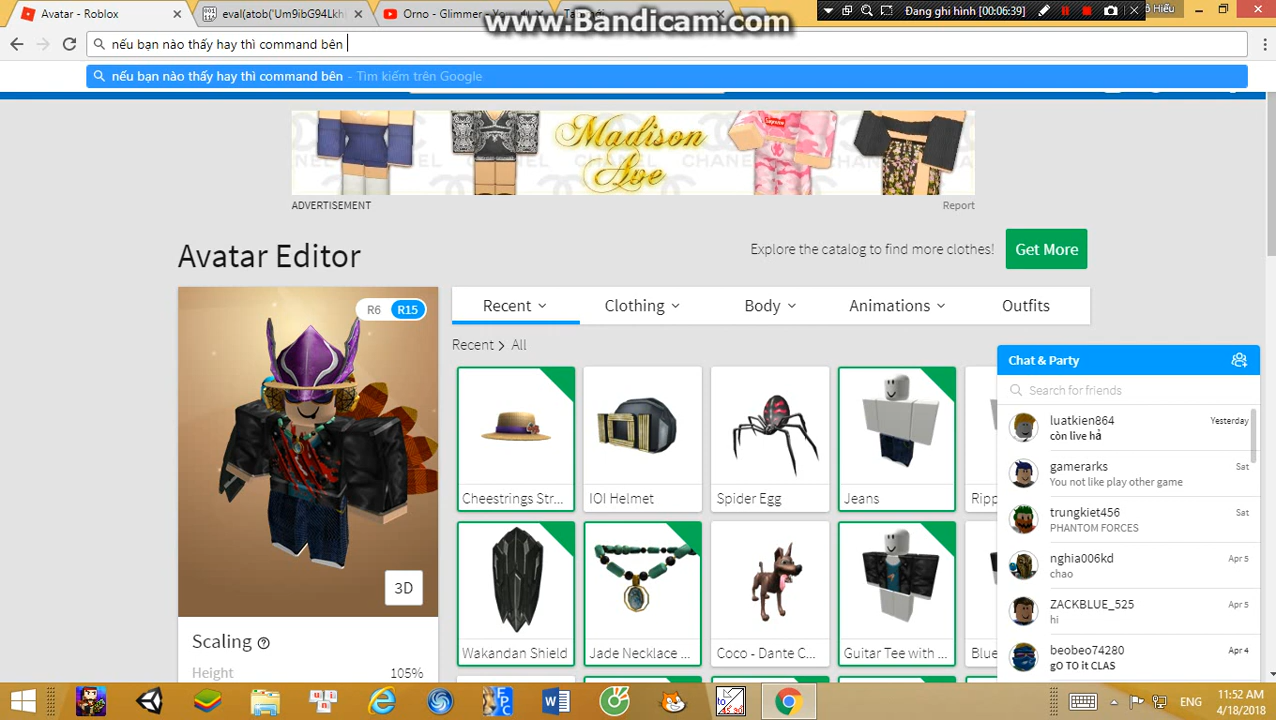 Avatar - Roblox
eval(atob('Um9ibG94Lkh
Orno - Glimmer
www.Bandicam.com
Đang ghi hình [00:06:39]
nếu bạn nào thấy hay thì command bên
nếu bạn nào thấy hay thì command bên - Tìm kiếm trên Google
Madison
Ave
CHANEL
ADVERTISEMENT
Report
Avatar Editor
Explore the catalog to find more clothes!
Get More
R6
R15
Recent
Clothing
Body
Animations
Outfits
Recent > All
Chat & Party
Search for friends
luatkien864
Yesterday
còn live hả
gamerarks
Sat
You not like play other game
trungkiet456
Sat
PHANTOM FORCES
nghia006kd
Apr 5
chao
ZACKBLUE_525
Apr 5
hi
beobeo74280
Apr 4
gO TO it CLAS
Cheestrings Str...
IOI Helmet
Spider Egg
Jeans
Ripp
3D
Wakandan Shield
Jade Necklace ...
Coco - Dante C...
Guitar Tee with ...
Blue
Scaling
Height
105%
ENG
11:52 AM
4/18/2018